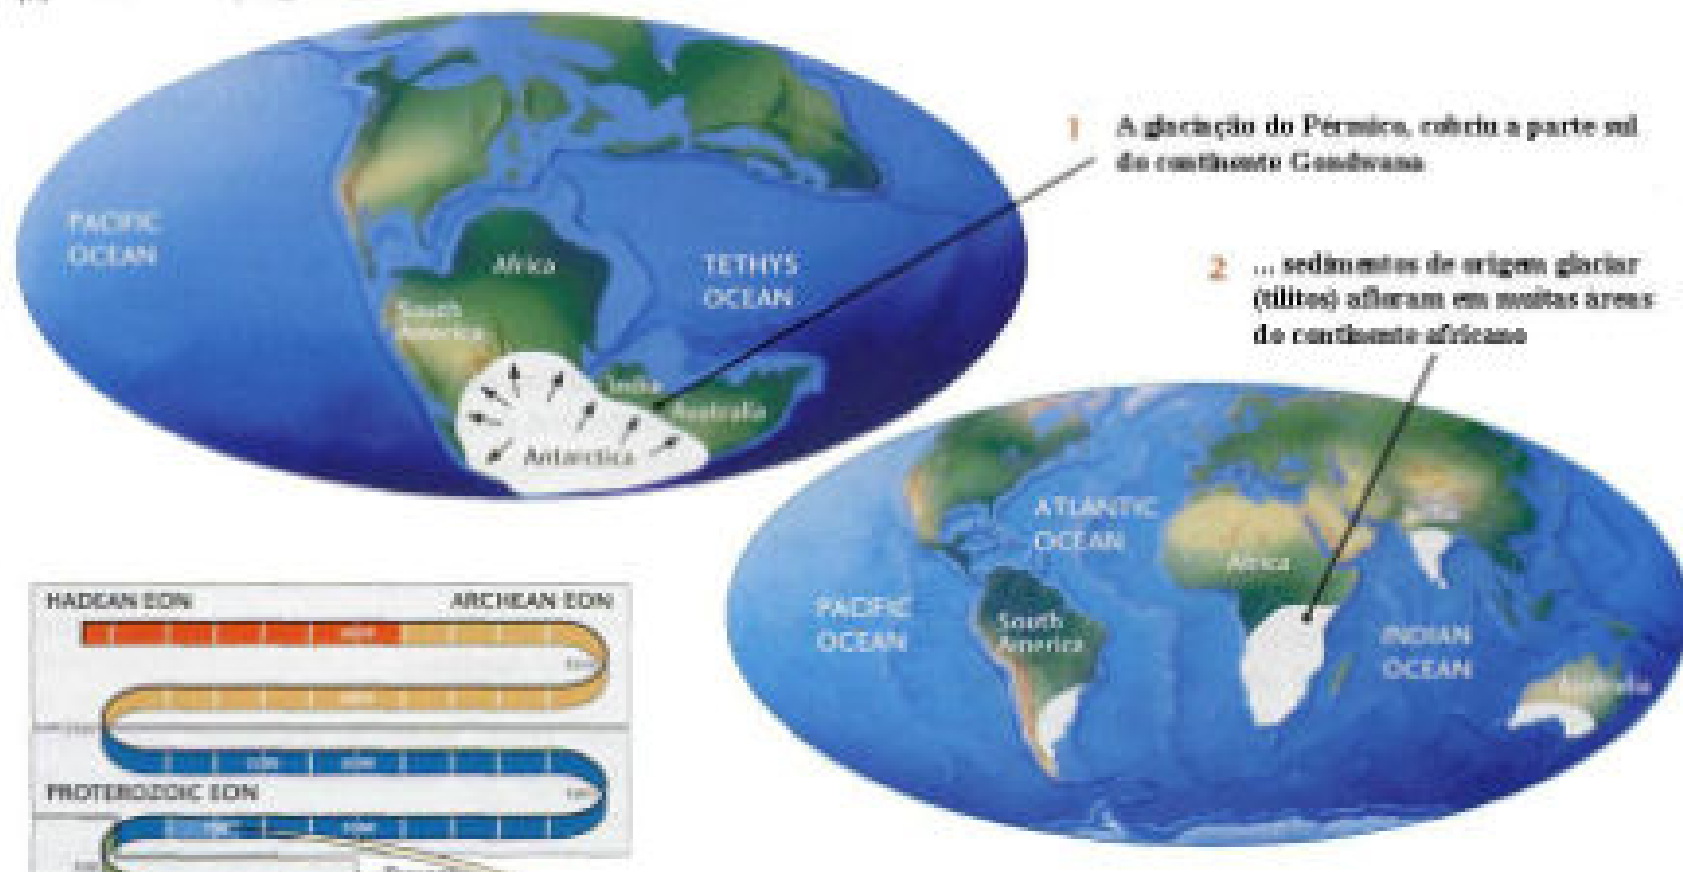 PACIFIC
OCEAN
Africa
South
America
TETHYS
OCEAN
India
Australia
Antarctica
1 A glaciação do Pérmico, cobriu a parte sul
do continente Gondwana
2 ... sedimentos de origem glaciar
(tilitos) afloram em muitas áreas
do continente africano
ATLANTIC
OCEAN
Africa
PACIFIC
OCEAN
South
America
INDIAN
OCEAN
Australia
HADEAN EON ARCHEAN EON
PROTEROZOIC EON